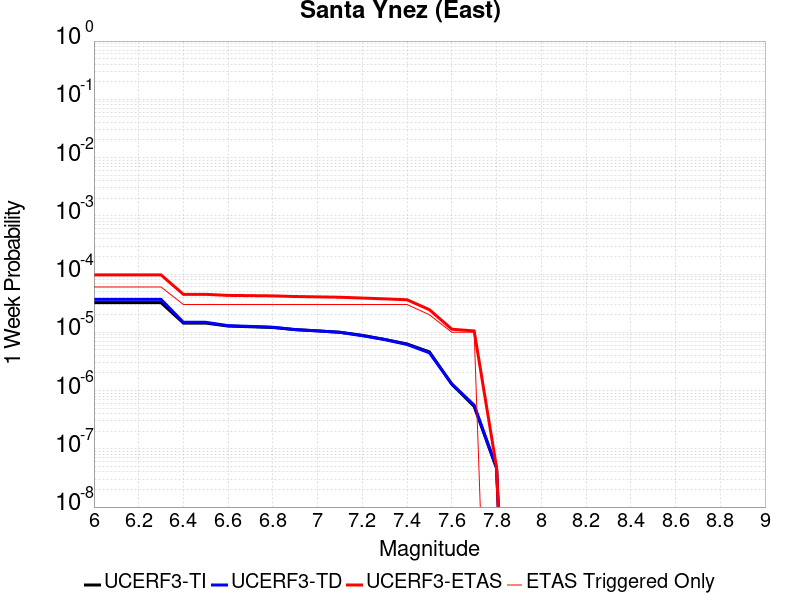 Santa Ynez (East)
10^0
10^-1
10^-2
10^-3
10^-4
10^-5
10^-6
10^-7
10^-8
1 Week Probability
6 6.2 6.4 6.6 6.8 7 7.2 7.4 7.6 7.8 8 8.2 8.4 8.6 8.8 9
Magnitude
UCERF3-TI UCERF3-TD UCERF3-ETAS ETAS Triggered Only